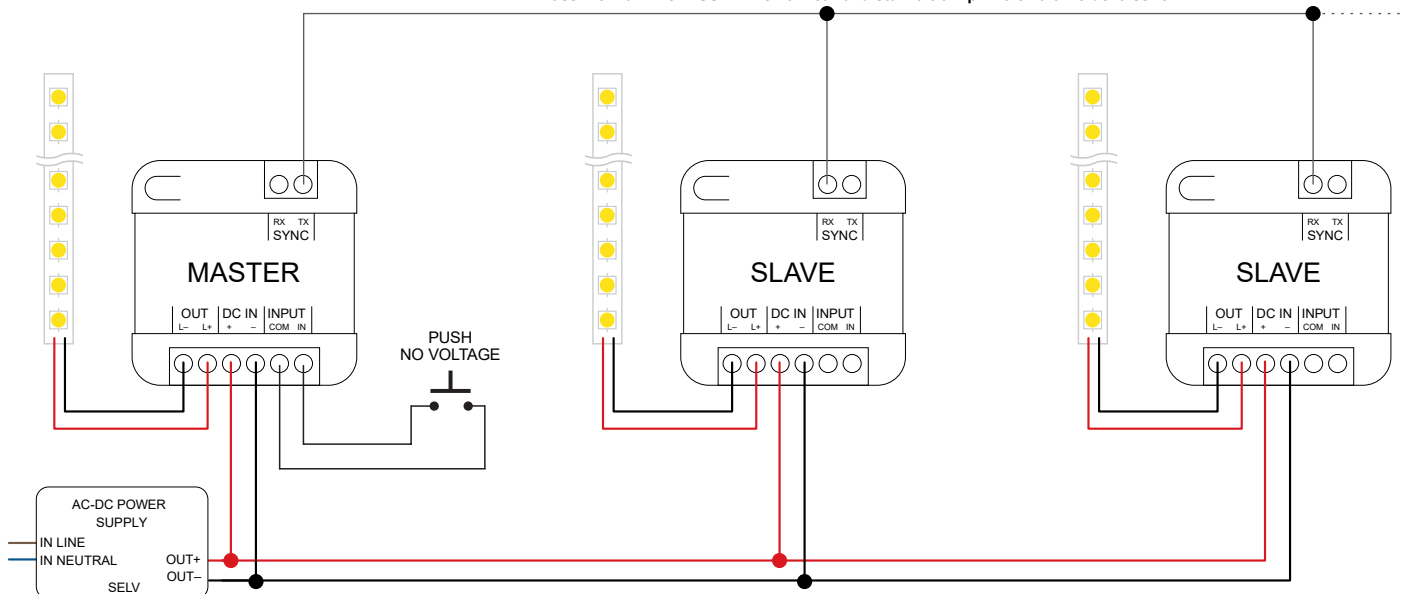 RX TX
SYNC
MASTER
OUT DC IN INPUT
L– L+ + – COM IN
PUSH
NO VOLTAGE
RX TX
SYNC
SLAVE
OUT DC IN INPUT
L– L+ + – COM IN
RX TX
SYNC
SLAVE
OUT DC IN INPUT
L– L+ + – COM IN
AC-DC POWER
SUPPLY
IN LINE
IN NEUTRAL
OUT+
OUT–
SELV